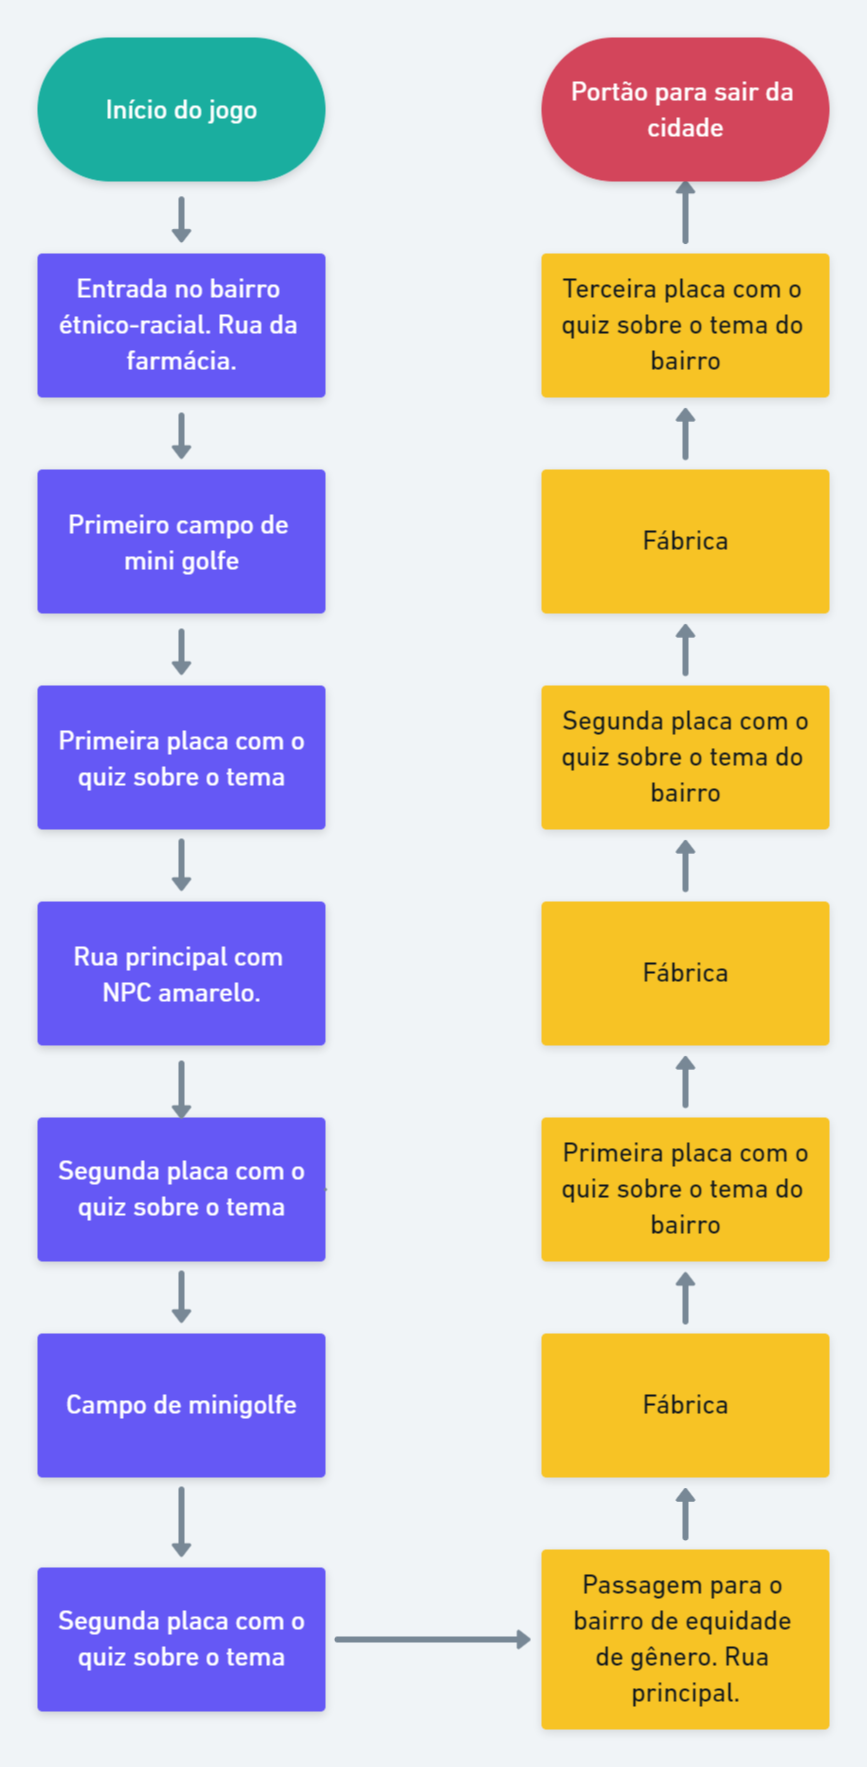 Início do jogo
Entrada no bairro
étnico-racial. Rua da
farmácia.
Primeiro campo de
mini golfe
Primeira placa com o
quiz sobre o tema
Rua principal com
NPC amarelo.
Segunda placa com o
quiz sobre o tema
Campo de minigolfe
Segunda placa com o
quiz sobre o tema
Passagem para o
bairro de equidade
de gênero. Rua
principal.
Fábrica
Primeira placa com o
quiz sobre o tema do
bairro
Fábrica
Segunda placa com o
quiz sobre o tema do
bairro
Fábrica
Terceira placa com o
quiz sobre o tema do
bairro
Portão para sair da
cidade